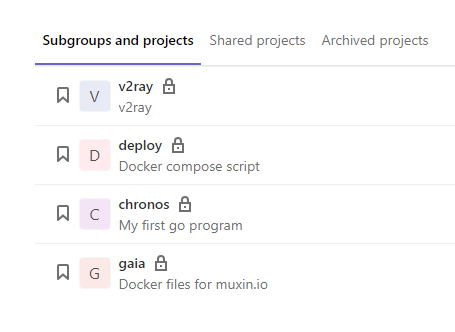 Subgroups and projects Shared projects Archived projects
V v2ray
v2ray
D deploy
Docker compose script
C chronos
My first go program
G gaia
Docker files for muxin.io